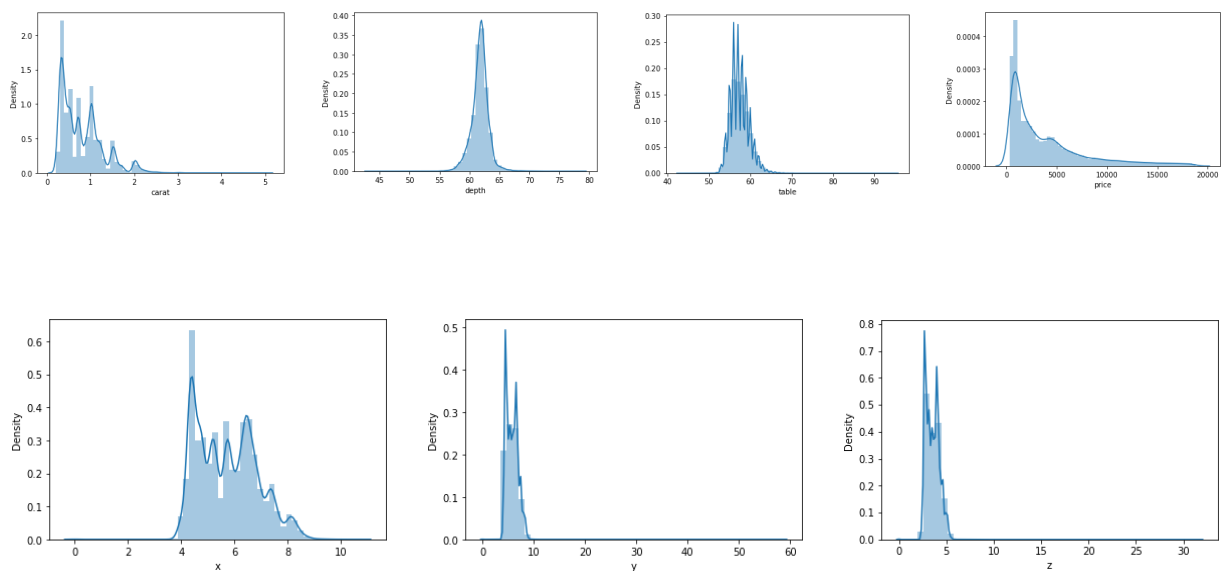 2.0
1.5
1.0
0.5
0.0
Density
0 1 2 3 4 5
carat
0.40
0.35
0.30
0.25
0.20
0.15
0.10
0.05
0.00
Density
45 50 55 60 65 70 75 80
depth
0.30
0.25
0.20
0.15
0.10
0.05
0.00
Density
40 50 60 70 80 90
table
0.0004
0.0003
0.0002
0.0001
0.0000
Density
0 5000 10000 15000 20000
price
0.6
0.5
0.4
0.3
0.2
0.1
0.0
Density
0 2 4 6 8 10
x
0.5
0.4
0.3
0.2
0.1
0.0
Density
0 10 20 30 40 50 60
y
0.8
0.7
0.6
0.5
0.4
0.3
0.2
0.1
0.0
Density
0 5 10 15 20 25 30
z